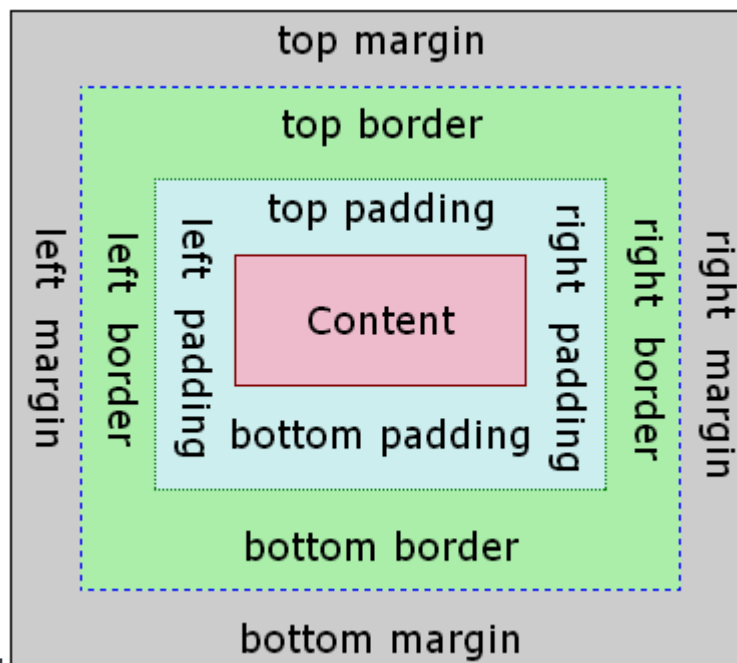 top margin
top border
top padding
left margin
left border
left padding
Content
right padding
right border
right margin
bottom padding
bottom border
bottom margin